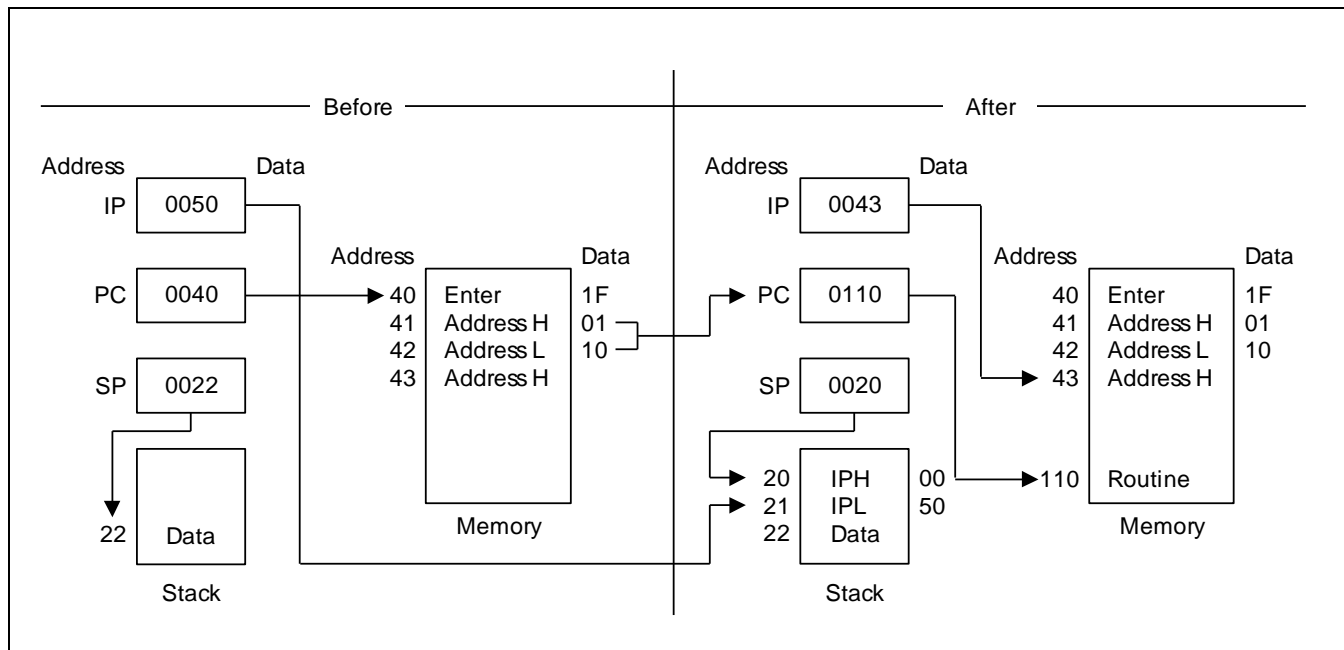 Before
Address Data
IP 0050
Address Data
PC 0040 40 Enter 1F
41 Address H 01
42 Address L 10
43 Address H
SP 0022
22 Data
Memory
Stack
After
Address Data
IP 0043
Address Data
PC 0110 40 Enter 1F
41 Address H 01
42 Address L 10
43 Address H
SP 0020
20 IPH 00
21 IPL 50
22 Data
110 Routine
Memory
Stack